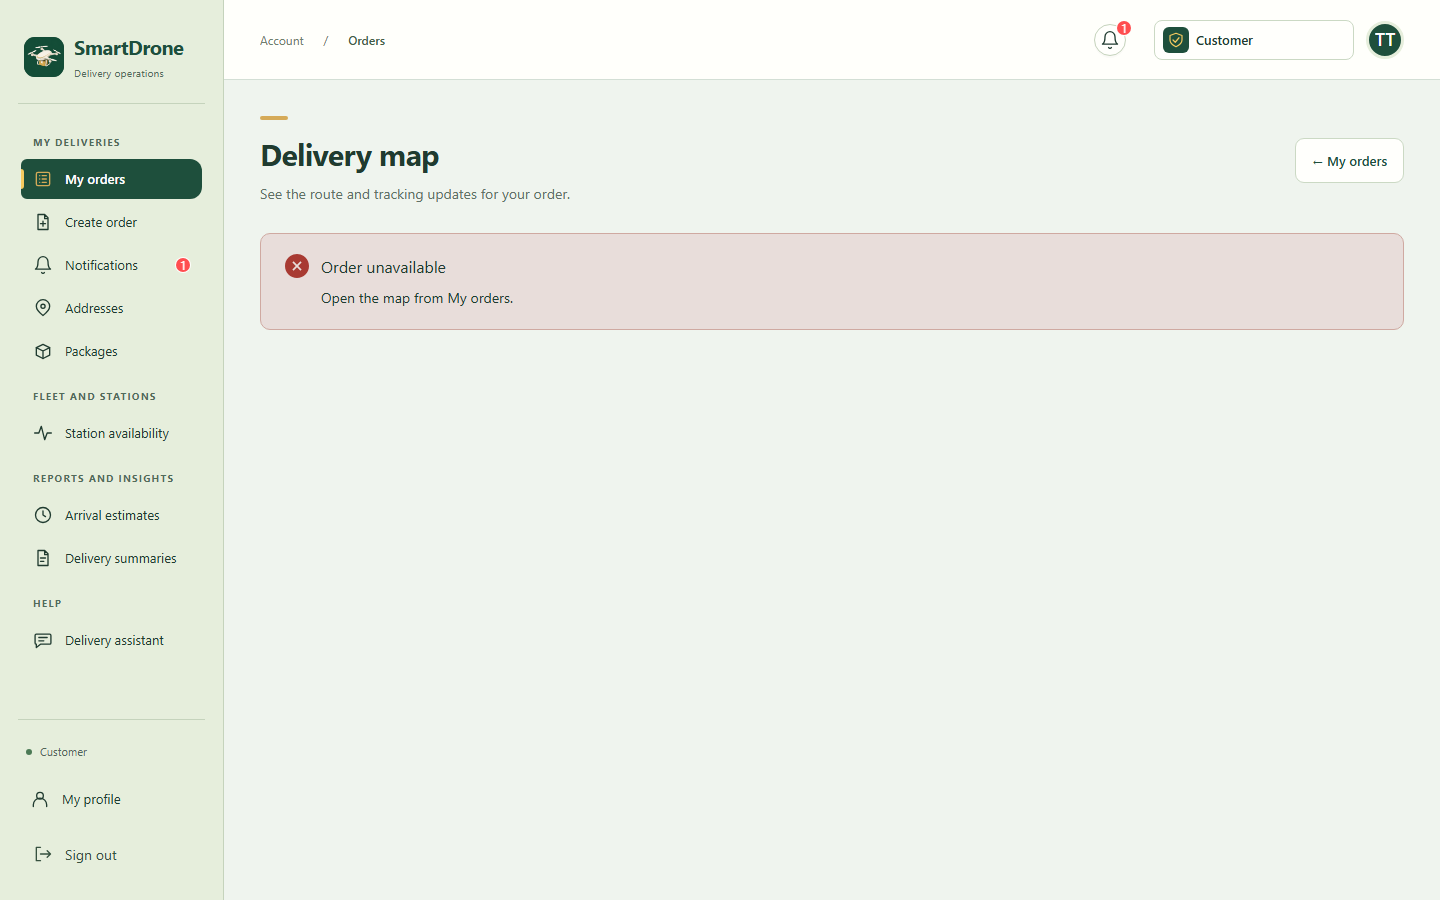 SmartDrone
Delivery operations
MY DELIVERIES
My orders
Create order
Notifications 1
Addresses
Packages
FLEET AND STATIONS
Station availability
REPORTS AND INSIGHTS
Arrival estimates
Delivery summaries
HELP
Delivery assistant
Customer
My profile
Sign out
Account / Orders
1
Customer
TT
Delivery map
See the route and tracking updates for your order.
← My orders
Order unavailable
Open the map from My orders.